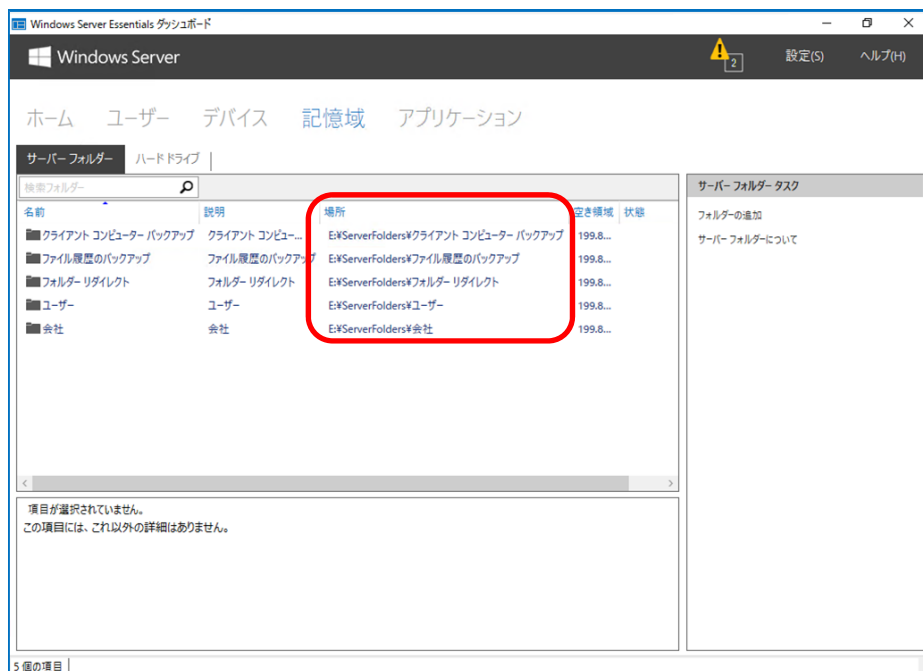 Windows Server Essentials ダッシュボード
Windows Server
2
設定(S)
ヘルプ(H)
ホーム ユーザー デバイス 記憶域 アプリケーション
サーバー フォルダー ハード ドライブ
検索フォルダー
名前 説明 場所 空き領域 状態
クライアント コンピューター バックアップ クライアント コンピュー... E:¥ServerFolders¥クライアント コンピューター バックアップ 199.8...
ファイル履歴のバックアップ ファイル履歴のバックアップ E:¥ServerFolders¥ファイル履歴のバックアップ 199.8...
フォルダー リダイレクト フォルダー リダイレクト E:¥ServerFolders¥フォルダー リダイレクト 199.8...
ユーザー ユーザー E:¥ServerFolders¥ユーザー 199.8...
会社 会社 E:¥ServerFolders¥会社 199.8...
サーバー フォルダー タスク
フォルダーの追加
サーバー フォルダーについて
項目が選択されていません。
この項目には、これ以外の詳細はありません。
5 個の項目